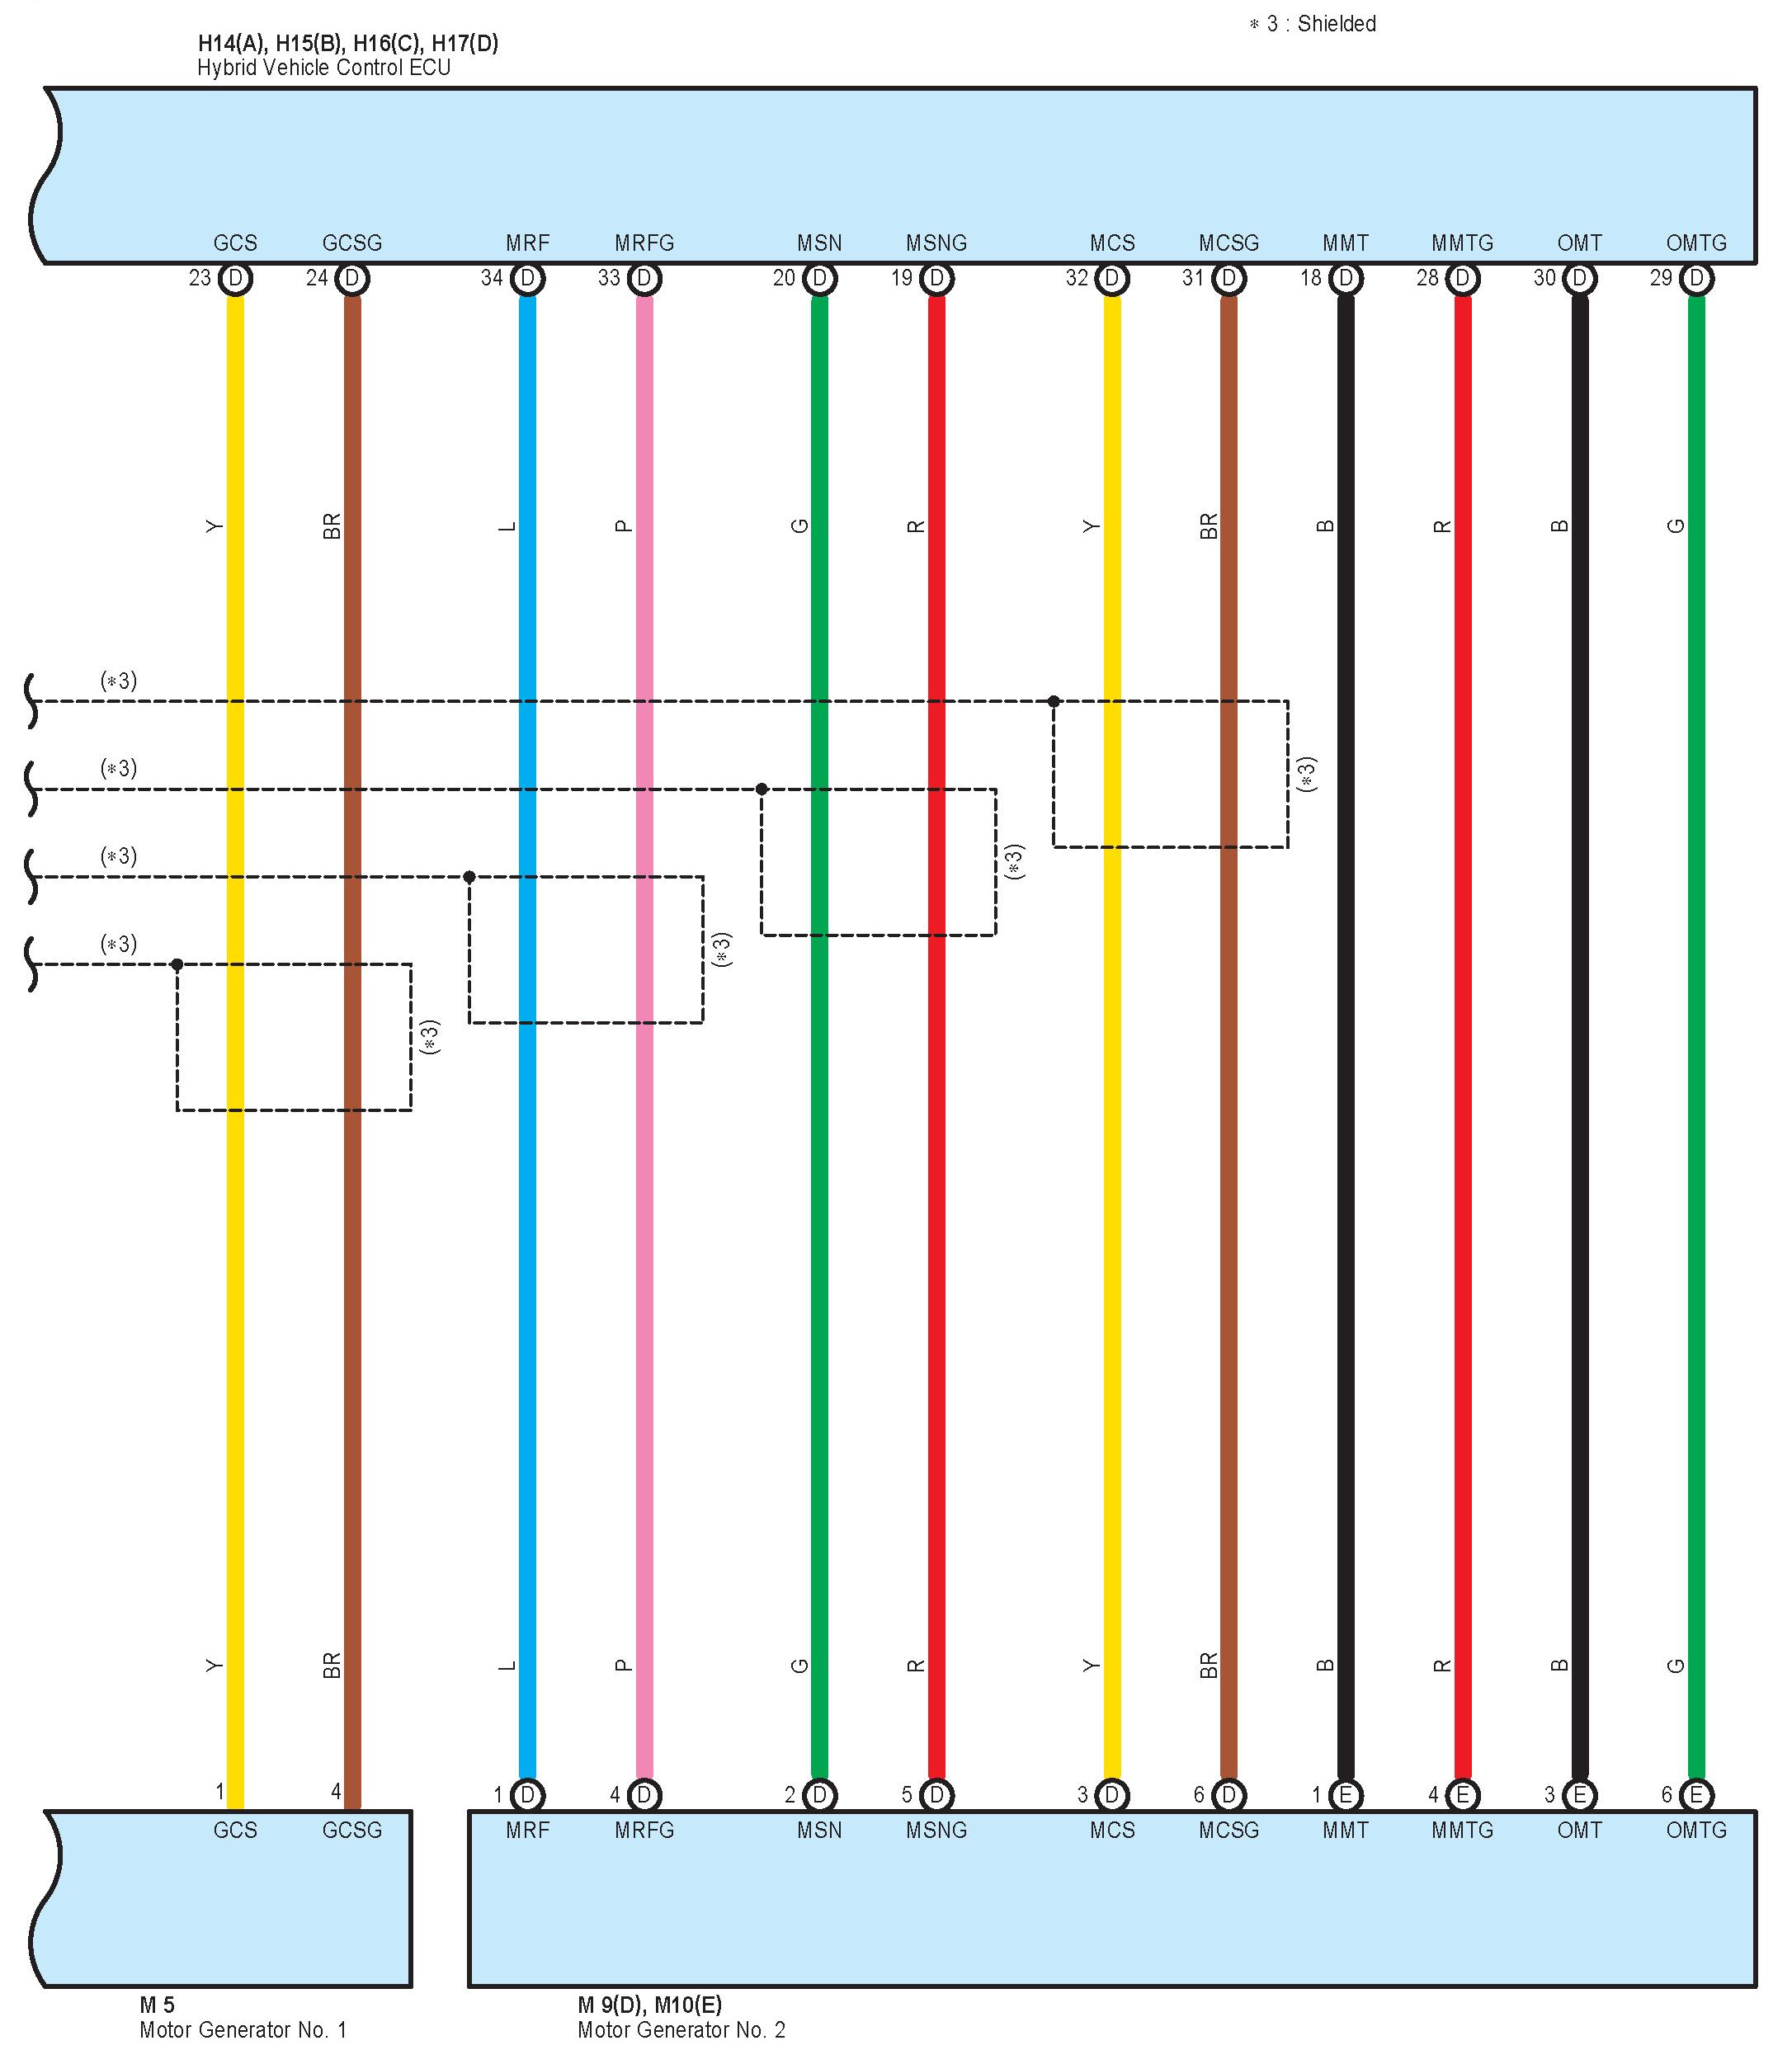 ∗ 3 : Shielded
H14(A), H15(B), H16(C), H17(D)
Hybrid Vehicle Control ECU
GCS GCSG MRF MRFG MSN MSNG MCS MCSG MMT MMTG OMT OMTG
23 D 24 D 34 D 33 D 20 D 19 D 32 D 31 D 18 D 28 D 30 D 29 D
Y BR L P G R Y BR B R B G
(∗3)
(∗3)
(∗3)
(∗3)
(∗3)
(∗3)
(∗3)
(∗3)
Y BR L P G R Y BR B R B G
1 4 1 D 4 D 2 D 5 D 3 D 6 D 1 E 4 E 3 E 6 E
GCS GCSG MRF MRFG MSN MSNG MCS MCSG MMT MMTG OMT OMTG
M 5
Motor Generator No. 1
M 9(D), M10(E)
Motor Generator No. 2